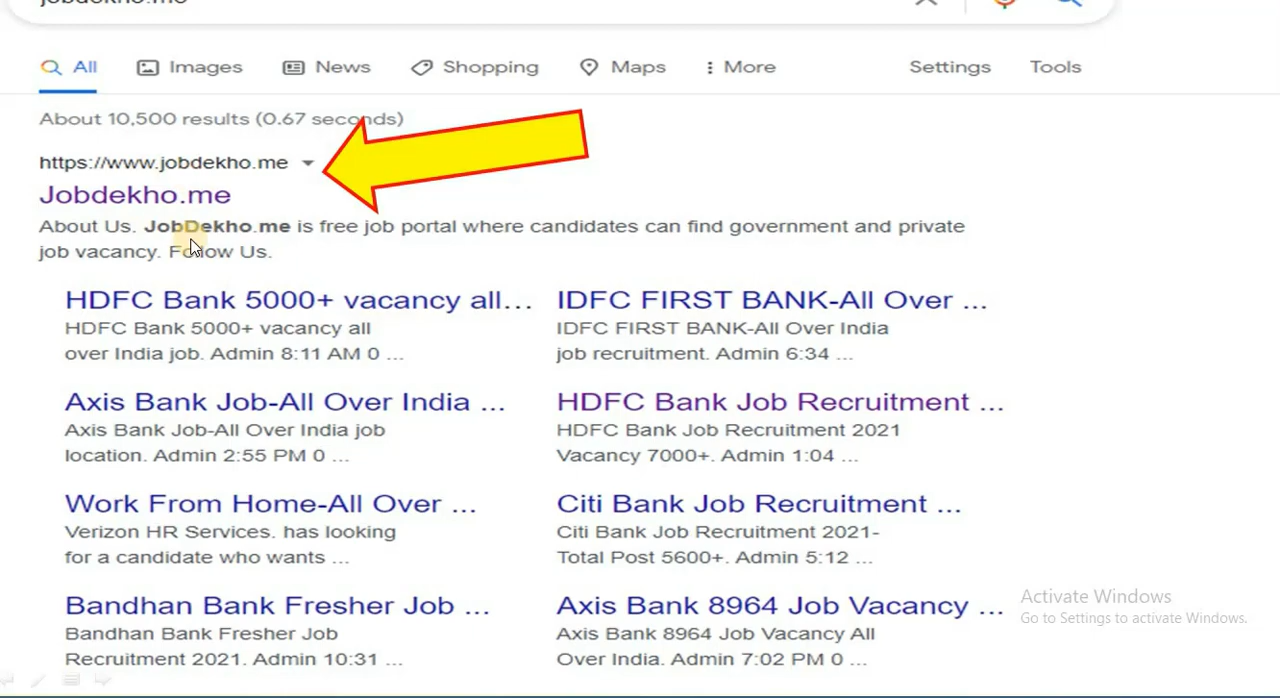 jobdekho.me
All Images News Shopping Maps More Settings Tools
About 10,500 results (0.67 seconds)
https://www.jobdekho.me
Jobdekho.me
About Us. JobDekho.me is free job portal where candidates can find government and private
job vacancy. Follow Us.
HDFC Bank 5000+ vacancy all...
HDFC Bank 5000+ vacancy all
over India job. Admin 8:11 AM 0 ...
IDFC FIRST BANK-All Over ...
IDFC FIRST BANK-All Over India
job recruitment. Admin 6:34 ...
Axis Bank Job-All Over India ...
Axis Bank Job-All Over India job
location. Admin 2:55 PM 0 ...
HDFC Bank Job Recruitment ...
HDFC Bank Job Recruitment 2021
Vacancy 7000+. Admin 1:04 ...
Work From Home-All Over ...
Verizon HR Services. has looking
for a candidate who wants ...
Citi Bank Job Recruitment ...
Citi Bank Job Recruitment 2021-
Total Post 5600+. Admin 5:12 ...
Bandhan Bank Fresher Job ...
Bandhan Bank Fresher Job
Recruitment 2021. Admin 10:31 ...
Axis Bank 8964 Job Vacancy ...
Axis Bank 8964 Job Vacancy All
Over India. Admin 7:02 PM 0 ...
Activate Windows
Go to Settings to activate Windows.